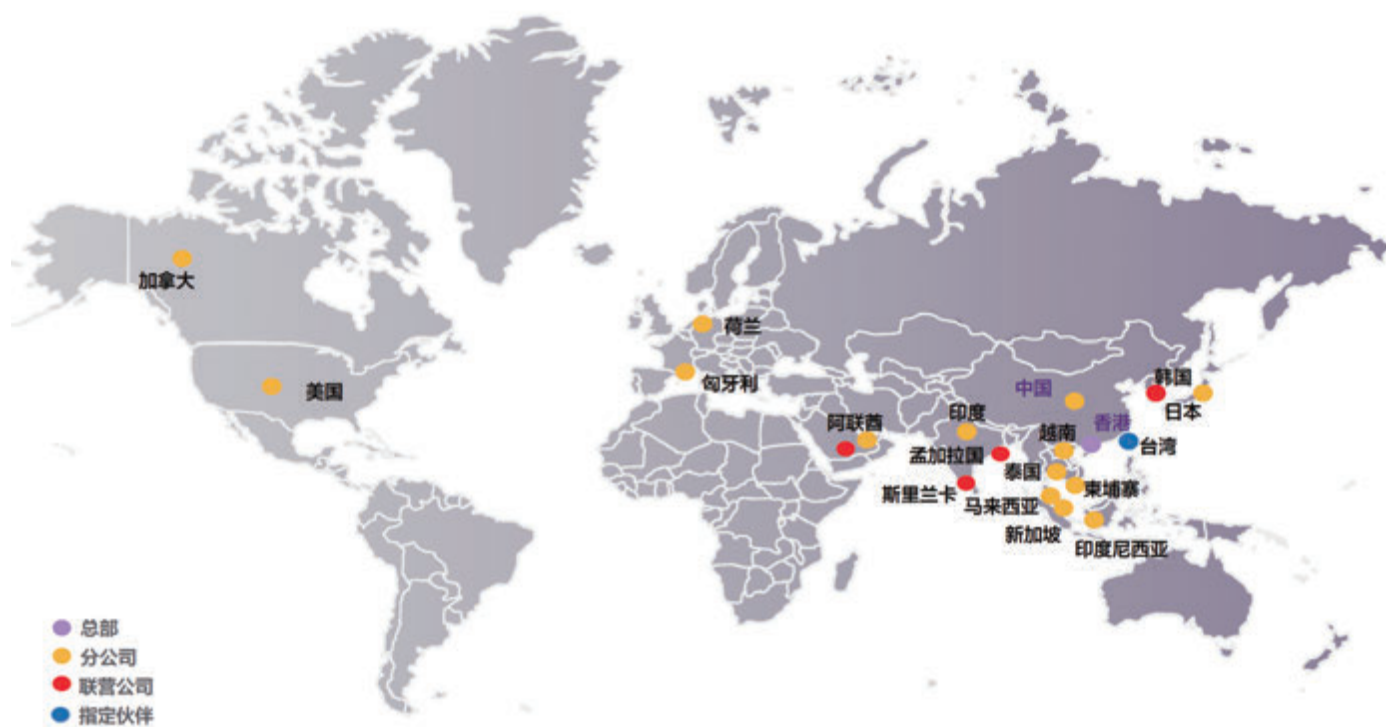 加拿大
美国
荷兰
匈牙利
阿联酋
印度
孟加拉国
斯里兰卡
中国
香港
韩国
日本
台湾
越南
泰国
柬埔寨
马来西亚
新加坡
印度尼西亚
总部
分公司
联营公司
指定伙伴